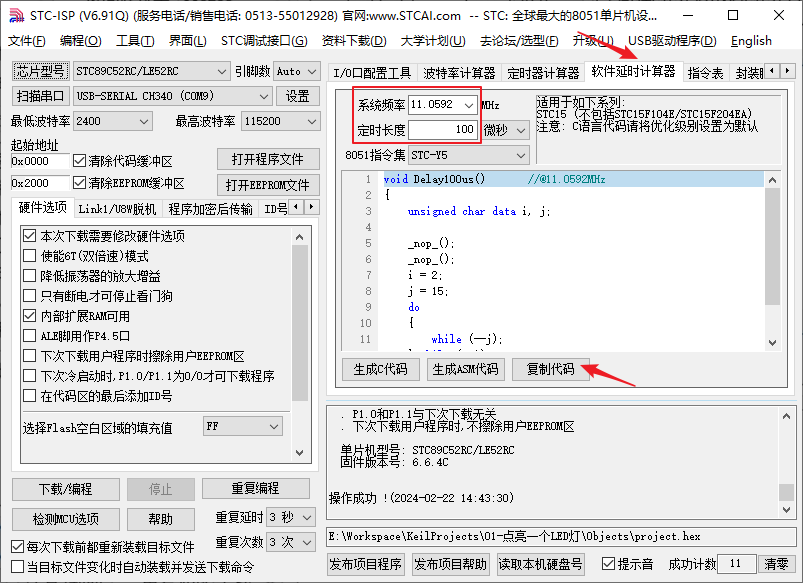 STC-ISP (V6.91Q) (服务电话/销售电话: 0513-55012928) 官网:www.STCAI.com -- STC: 全球最大的8051单片机设...
文件(F) 编程(O) 工具(T) 界面(L) STC调试接口(G) 资料下载(D) 大学计划(U) 去论坛/选型(F) 升级(U) USB驱动程序(D) English
芯片型号 STC89C52RC/LE52RC 引脚数 Auto
扫描串口 USB-SERIAL CH340 (COM9) 设置
最低波特率 2400 最高波特率 115200
起始地址
0x0000 清除代码缓冲区 打开程序文件
0x2000 清除EEPROM缓冲区 打开EEPROM文件
硬件选项 Link1/U8W脱机 程序加密后传输 ID号
本次下载需要修改硬件选项
使能6T(双倍速)模式
降低振荡器的放大增益
只有断电才可停止看门狗
内部扩展RAM可用
ALE脚用作P4.5口
下次下载用户程序时擦除用户EEPROM区
下次冷启动时,P1.0/P1.1为0/0才可下载程序
在代码区的最后添加ID号
选择Flash空白区域的填充值 FF
下载/编程 停止 重复编程
检测MCU选项 帮助 重复延时 3 秒
重复次数 3 次
每次下载前都重新装载目标文件
当目标文件变化时自动装载并发送下载命令
I/O口配置工具 波特率计算器 定时器计算器 软件延时计算器 指令表 封装
系统频率 11.0592 MHz
定时长度 100 微秒
8051指令集 STC-Y5
适用于如下系列:
STC15 (不包括STC15F104E/STC15F204EA)
注意: C语言代码请将优化级别设置为默认
1 void Delay100us() //@11.0592MHz
2 {
3 unsigned char data i, j;
4
5 _nop_();
6 _nop_();
7 i = 2;
8 j = 15;
9 do
10 {
11 while (--j);
生成C代码 生成ASM代码 复制代码
. P1.0和P1.1与下次下载无关
. 下次下载用户程序时,不擦除用户EEPROM区
单片机型号: STC89C52RC/LE52RC
固件版本号: 6.6.4C
操作成功 !(2024-02-22 14:43:30)
E:\Workspace\KeilProjects\01-点亮一个LED灯\Objects\project.hex
发布项目程序 发布项目帮助 读取本机硬盘号 提示音 成功计数 11 清零